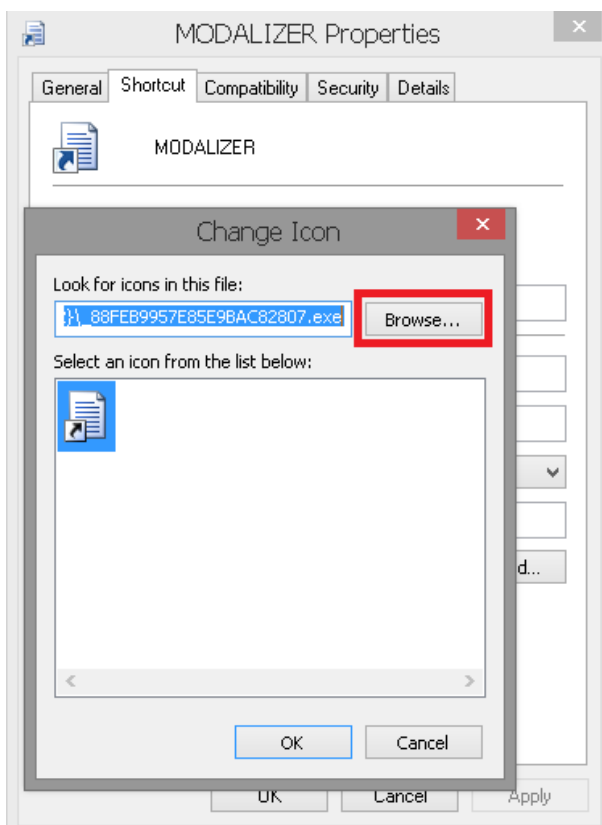 MODALIZER Properties
General Shortcut Compatibility Security Details
MODALIZER
Change Icon
Look for icons in this file:
}\_88FEB9957E85E9BAC82807.exe Browse...
Select an icon from the list below:
d...
OK Cancel
OK Cancel Apply